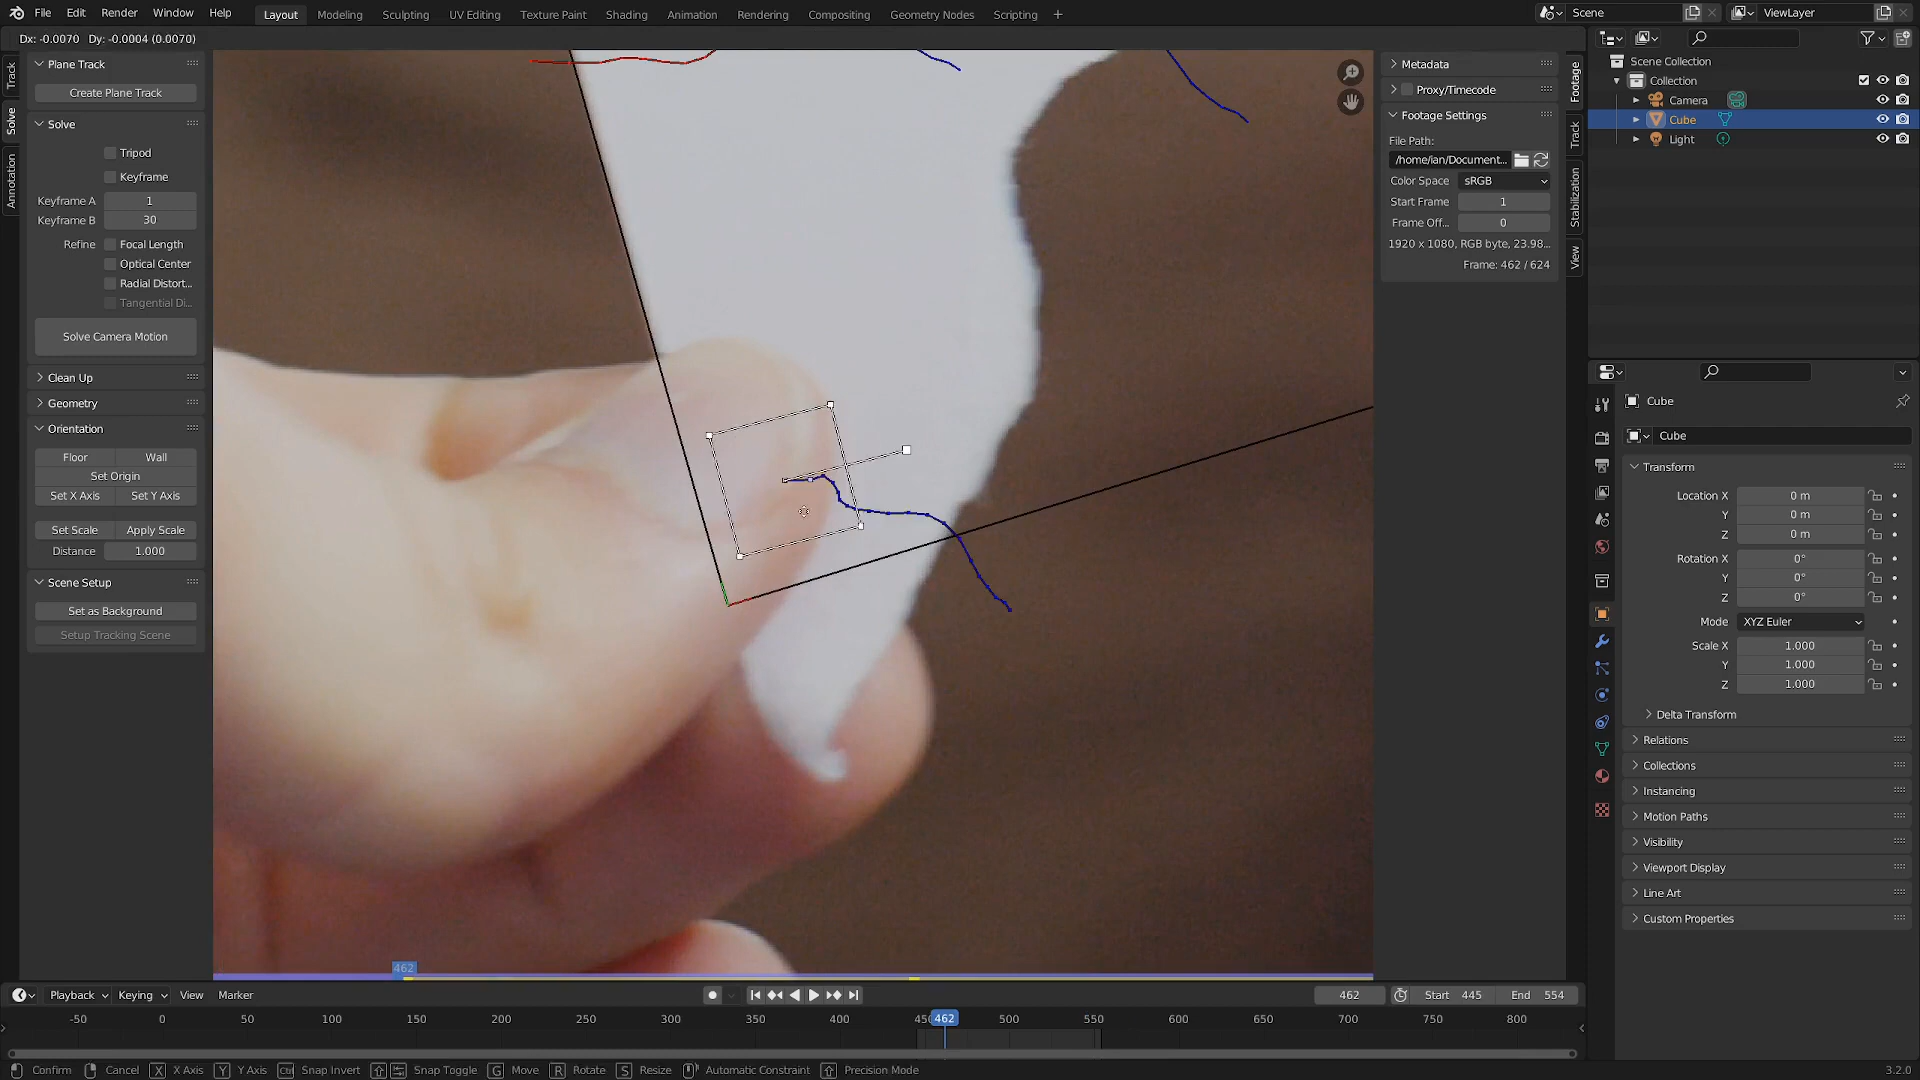 File Edit Render Window Help Layout Modeling Sculpting UV Editing Texture Paint Shading Animation Rendering Compositing Geometry Nodes Scripting + Scene ViewLayer
Dx: -0.0070 Dy: -0.0004 (0.0070)
Track
Solve
Annotation
Plane Track
Create Plane Track
Solve
Tripod
Keyframe
Keyframe A 1
Keyframe B 30
Refine Focal Length
Optical Center
Radial Distort...
Tangential Di...
Solve Camera Motion
Clean Up
Geometry
Orientation
Floor Wall
Set Origin
Set X Axis Set Y Axis
Set Scale Apply Scale
Distance 1.000
Scene Setup
Set as Background
Setup Tracking Scene
Metadata
Proxy/Timecode
Footage Settings
File Path:
/home/ian/Document...
Color Space sRGB
Start Frame 1
Frame Off... 0
1920 x 1080, RGB byte, 23.98...
Frame: 462 / 624
Footage
Track
Stabilization
View
Scene Collection
Collection
Camera
Cube
Light
Cube
Cube
Transform
Location X 0 m
Y 0 m
Z 0 m
Rotation X 0°
Y 0°
Z 0°
Mode XYZ Euler
Scale X 1.000
Y 1.000
Z 1.000
Delta Transform
Relations
Collections
Instancing
Motion Paths
Visibility
Viewport Display
Line Art
Custom Properties
462
Playback Keying View Marker 462 Start 445 End 554
-50 0 50 100 150 200 250 300 350 400 462 500 550 600 650 700 750 800
Confirm Cancel X X Axis Y Y Axis Ctrl Snap Invert Snap Toggle G Move R Rotate S Resize Automatic Constraint Precision Mode 3.2.0